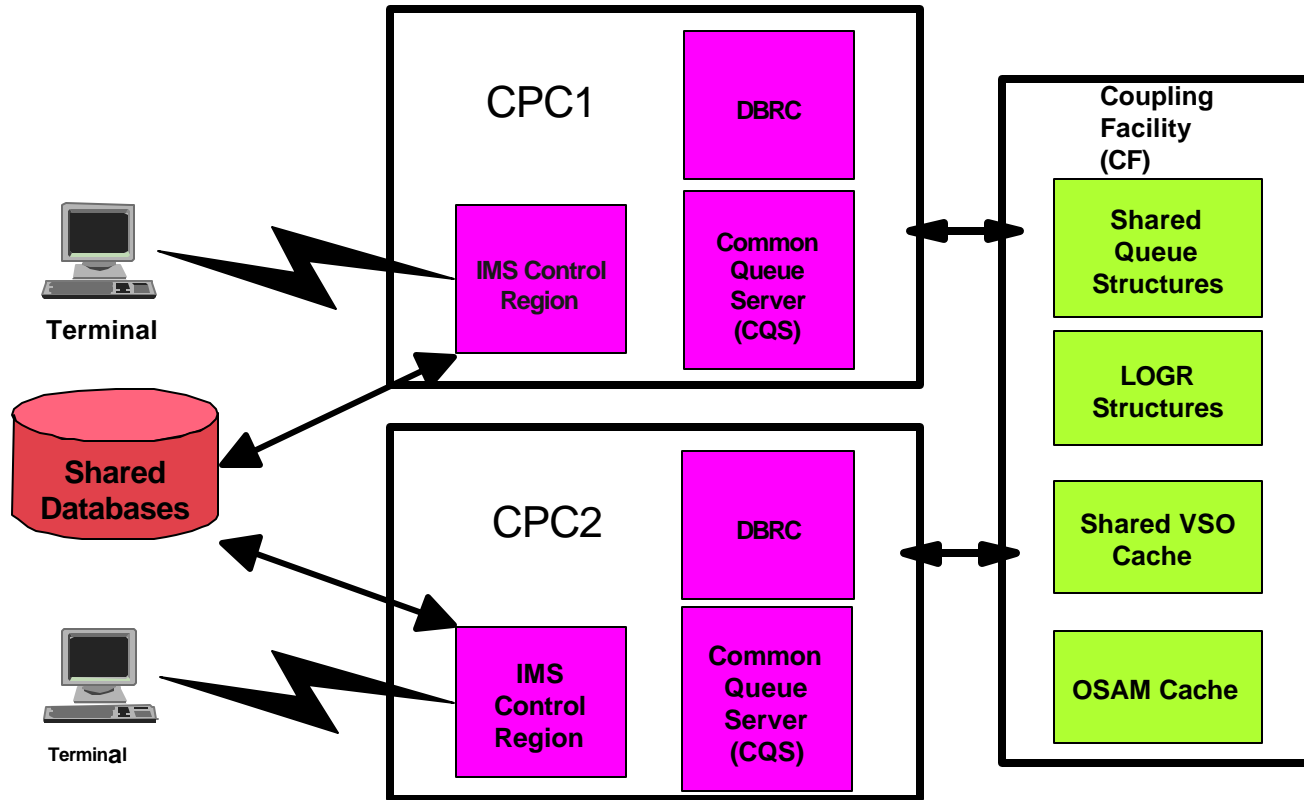 CPC1
DBRC
IMS Control
Region
Common
Queue
Server
(CQS)
Terminal
Shared
Databases
CPC2
DBRC
IMS
Control
Region
Common
Queue
Server
(CQS)
Terminal
Coupling
Facility
(CF)
Shared
Queue
Structures
LOGR
Structures
Shared VSO
Cache
OSAM Cache